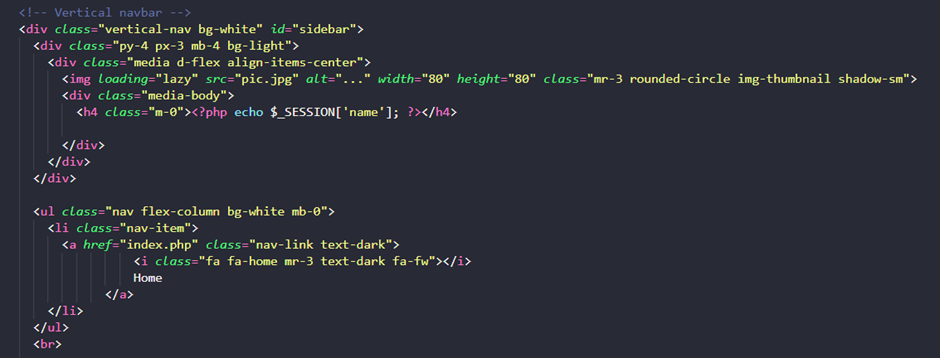 <!-- Vertical navbar -->
<div class="vertical-nav bg-white" id="sidebar">
<div class="py-4 px-3 mb-4 bg-light">
<div class="media d-flex align-items-center">
<img loading="lazy" src="pic.jpg" alt="..." width="80" height="80" class="mr-3 rounded-circle img-thumbnail shadow-sm">
<div class="media-body">
<h4 class="m-0"><?php echo $_SESSION['name']; ?></h4>
</div>
</div>
</div>
<ul class="nav flex-column bg-white mb-0">
<li class="nav-item">
<a href="index.php" class="nav-link text-dark">
<i class="fa fa-home mr-3 text-dark fa-fw"></i>
Home
</a>
</li>
</ul>
<br>